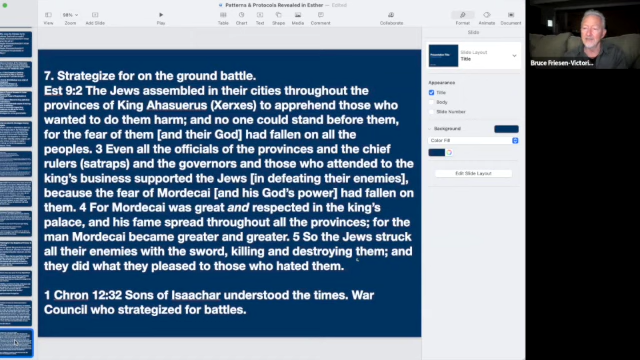 Patterns & Protocols Revealed in Esther — Edited
98%
View
Zoom
Add Slide
Play
Table
Chart
Text
Shape
Media
Comment
Collaborate
Format
Animate
Document
Slide
Slide Layout
Title
Appearance
Title
Body
Slide Number
Background
Color Fill
Edit Slide Layout
Bruce Friesen-Victori...
7. Strategize for on the ground battle.
Est 9:2 The Jews assembled in their cities throughout the
provinces of King Ahasuerus (Xerxes) to apprehend those who
wanted to do them harm; and no one could stand before them,
for the fear of them [and their God] had fallen on all the
peoples. 3 Even all the officials of the provinces and the chief
rulers (satraps) and the governors and those who attended to the
king's business supported the Jews [in defeating their enemies],
because the fear of Mordecai [and his God's power] had fallen on
them. 4 For Mordecai was great and respected in the king's
palace, and his fame spread throughout all the provinces; for the
man Mordecai became greater and greater. 5 So the Jews struck
all their enemies with the sword, killing and destroying them; and
they did what they pleased to those who hated them.
1 Chron 12:32 Sons of Isaachar understood the times. War
Council who strategized for battles.